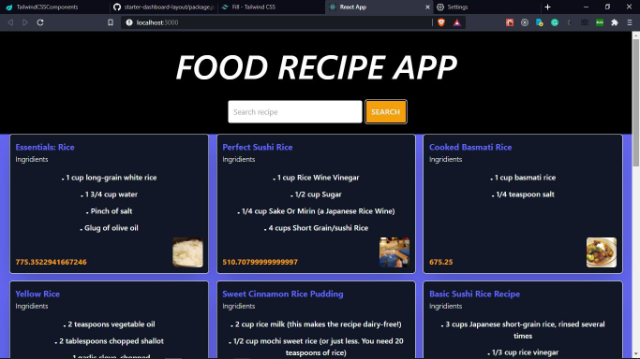 TailwindCSSComponents
starter-dashboard-layout/package.js
Fill - Tailwind CSS
React App
Settings
localhost:3000
FOOD RECIPE APP
Search recipe
SEARCH
Essentials: Rice
Ingridients
. 1 cup long-grain white rice
. 1 3/4 cup water
. Pinch of salt
. Glug of olive oil
775.3522941667246
Perfect Sushi Rice
Ingridients
. 1 cup Rice Wine Vinegar
. 1/2 cup Sugar
. 1/4 cup Sake Or Mirin (a Japanese Rice Wine)
. 4 cups Short Grain/sushi Rice
510.70799999999997
Cooked Basmati Rice
Ingridients
. 1 cup basmati rice
. 1/4 teaspoon salt
675.25
Yellow Rice
Ingridients
. 2 teaspoons vegetable oil
. 2 tablespoons chopped shallot
. 1 garlic clove, chopped
Sweet Cinnamon Rice Pudding
Ingridients
. 2 cup rice milk (this makes the recipe dairy-free!)
. 1/2 cup mochi sweet rice (or just less. You need 20
teaspoons of rice)
Basic Sushi Rice Recipe
Ingridients
. 3 cups Japanese short-grain rice, rinsed several
times
. 1/3 cup rice vinegar